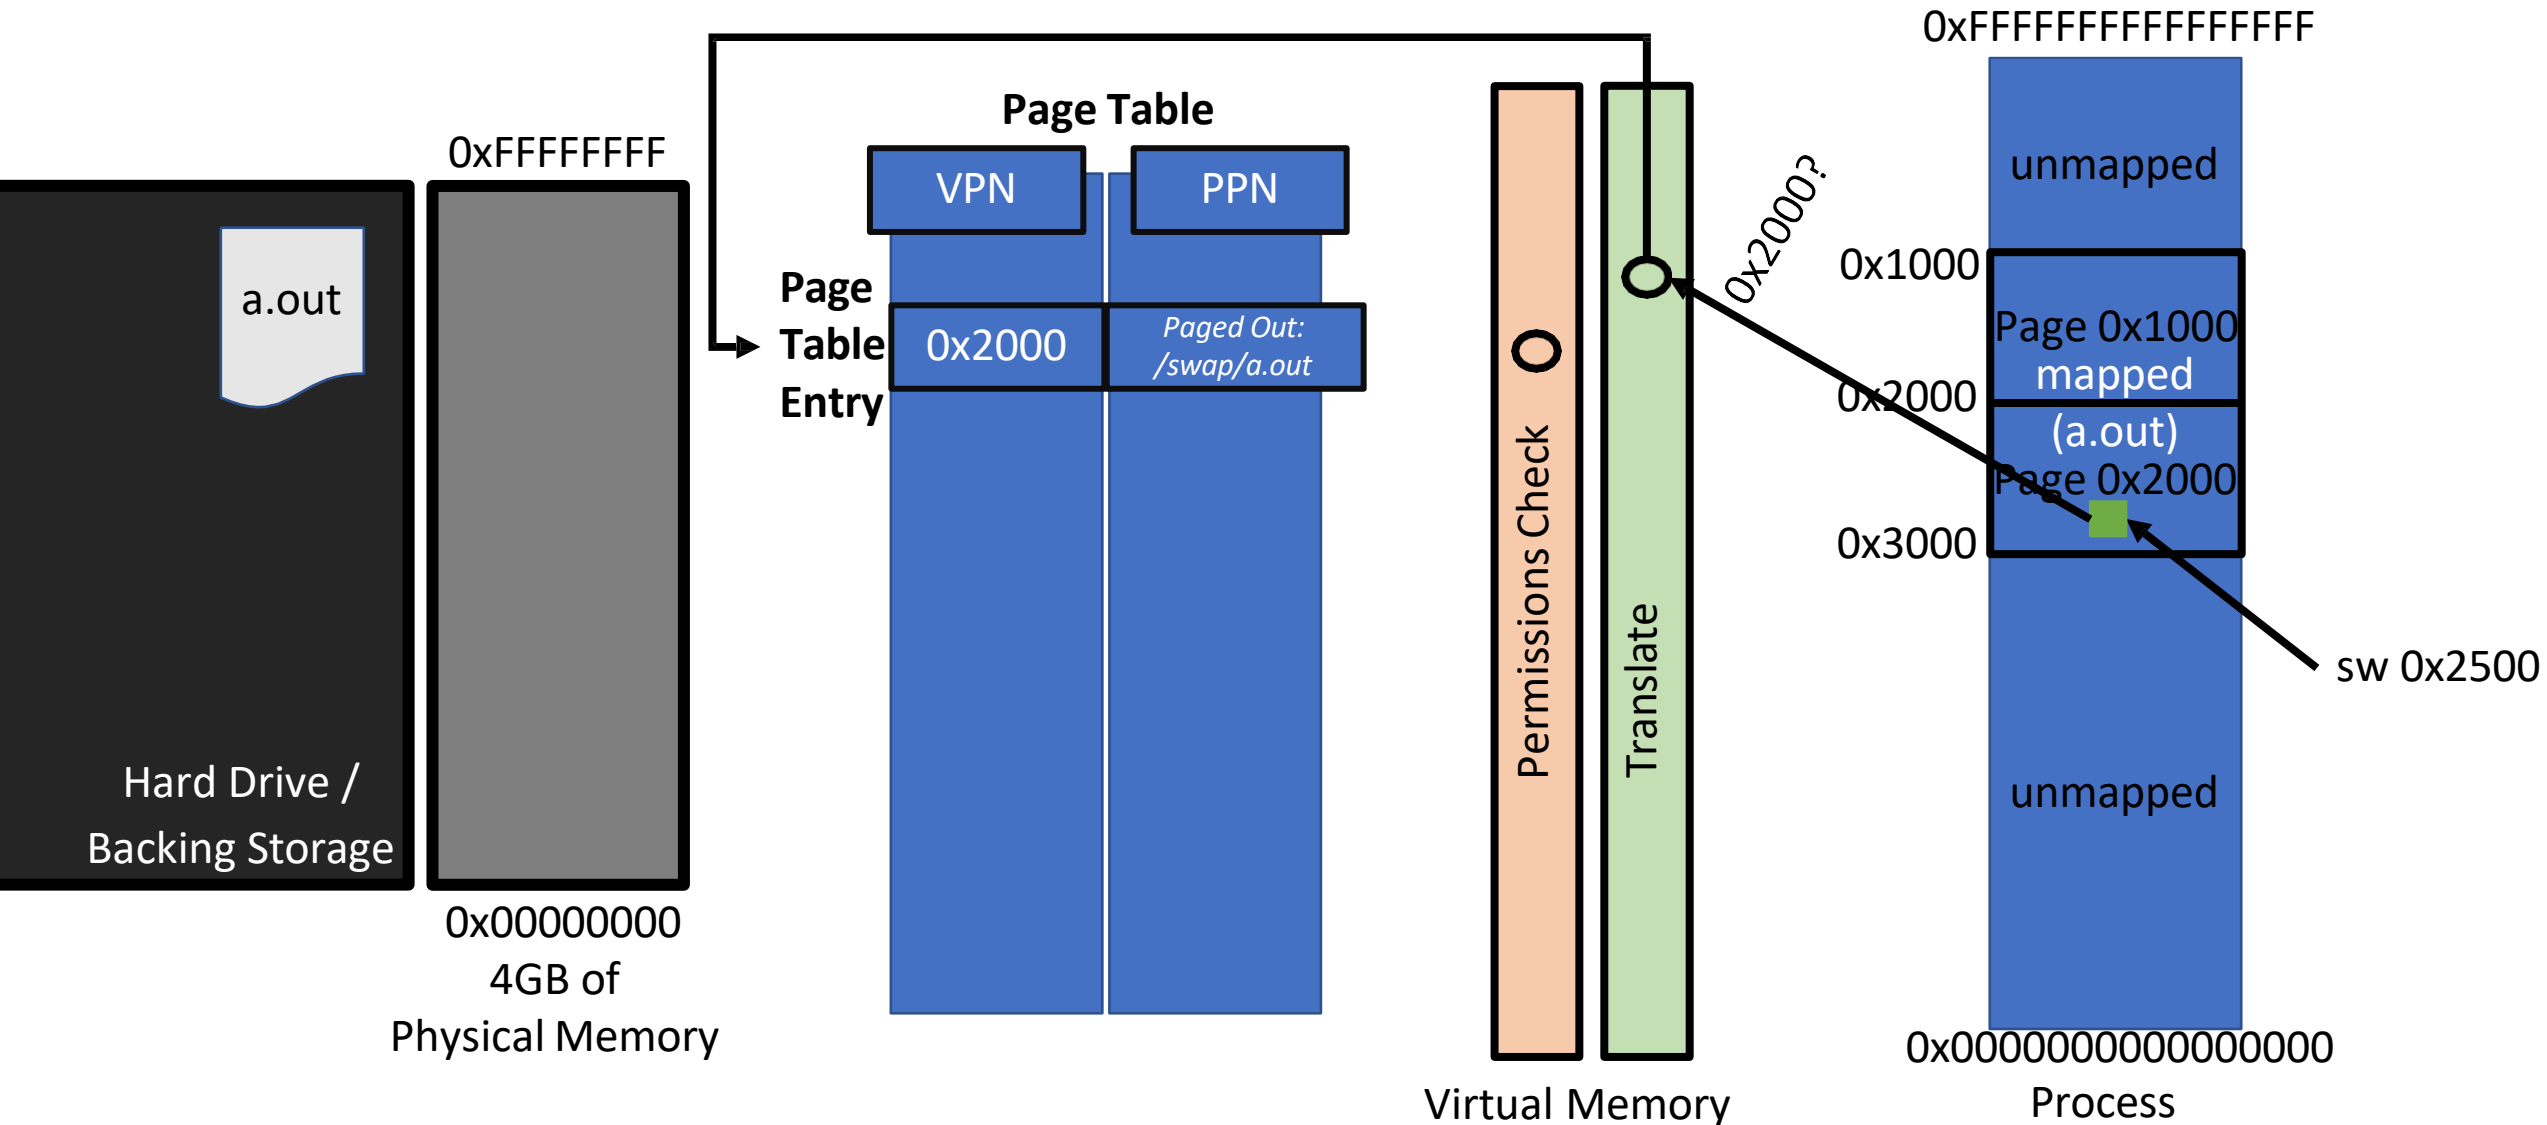 a.out
Hard Drive /
Backing Storage
0xFFFFFFFF
0x00000000
4GB of
Physical Memory
Page Table
VPN
PPN
Page
Table
Entry
0x2000
Paged Out:
/swap/a.out
Permissions Check
Translate
Virtual Memory
0x2000?
0xFFFFFFFFFFFFFFFF
unmapped
0x1000
Page 0x1000
mapped
0x2000
(a.out)
Page 0x2000
0x3000
sw 0x2500
unmapped
0x0000000000000000
Process